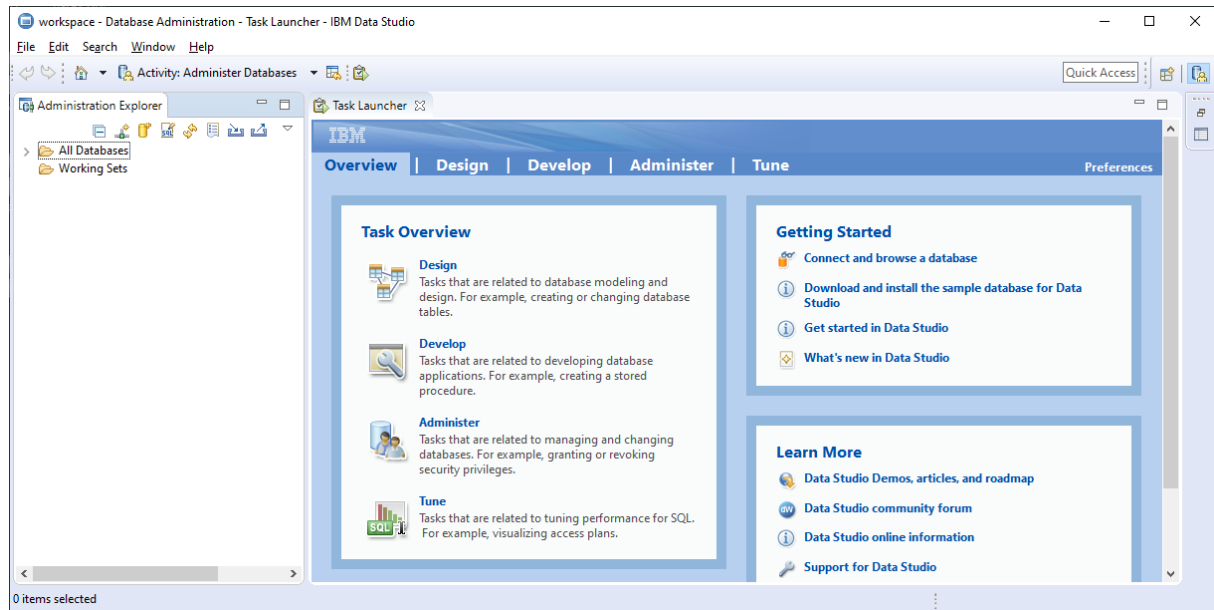 workspace - Database Administration - Task Launcher - IBM Data Studio
File Edit Search Window Help
Activity: Administer Databases
Quick Access
Administration Explorer
Task Launcher
All Databases
Working Sets
IBM
Overview | Design | Develop | Administer | Tune
Preferences
Task Overview
Design
Tasks that are related to database modeling and
design. For example, creating or changing database
tables.
Develop
Tasks that are related to developing database
applications. For example, creating a stored
procedure.
Administer
Tasks that are related to managing and changing
databases. For example, granting or revoking
security privileges.
SQL
Tune
Tasks that are related to tuning performance for SQL.
For example, visualizing access plans.
Getting Started
Connect and browse a database
Download and install the sample database for Data
Studio
Get started in Data Studio
What's new in Data Studio
Learn More
Data Studio Demos, articles, and roadmap
dW
Data Studio community forum
Data Studio online information
Support for Data Studio
0 items selected